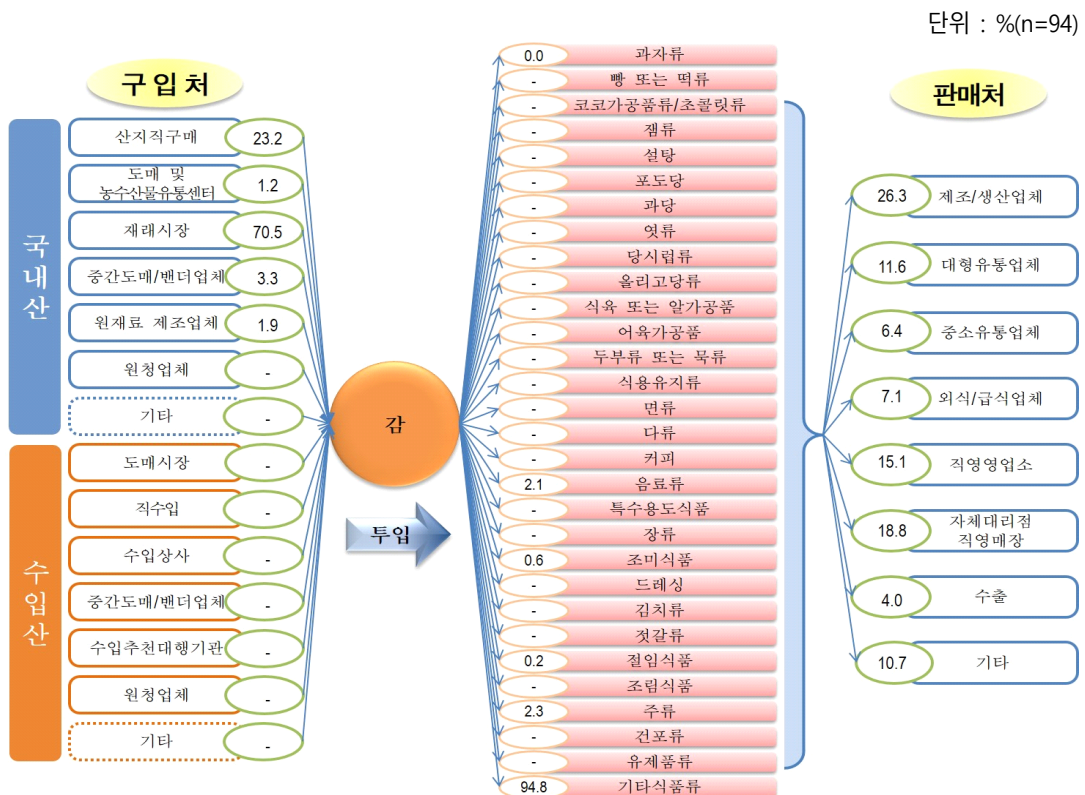 단위 : %(n=94)
구입처
국내산
산지직구매 23.2
도매 및
농수산물유통센터 1.2
재래시장 70.5
중간도매/밴더업체 3.3
원재료 제조업체 1.9
원청업체 -
기타 -
수입산
도매시장 -
직수입 -
수입상사 -
중간도매/밴더업체 -
수입추천대행기관 -
원청업체 -
기타 -
감
투입
0.0 과자류
- 빵 또는 떡류
- 코코가공품류/초콜릿류
- 잼류
- 설탕
- 포도당
- 과당
- 엿류
- 당시럽류
- 올리고당류
- 식육 또는 알가공품
- 어육가공품
- 두부류 또는 묵류
- 식용유지류
- 면류
- 다류
- 커피
2.1 음료류
- 특수용도식품
- 장류
0.6 조미식품
- 드레싱
- 김치류
- 젓갈류
0.2 절임식품
- 조림식품
2.3 주류
- 건포류
- 유제품류
94.8 기타식품류
판매처
26.3 제조/생산업체
11.6 대형유통업체
6.4 중소유통업체
7.1 외식/급식업체
15.1 직영영업소
18.8 자체대리점
직영매장
4.0 수출
10.7 기타